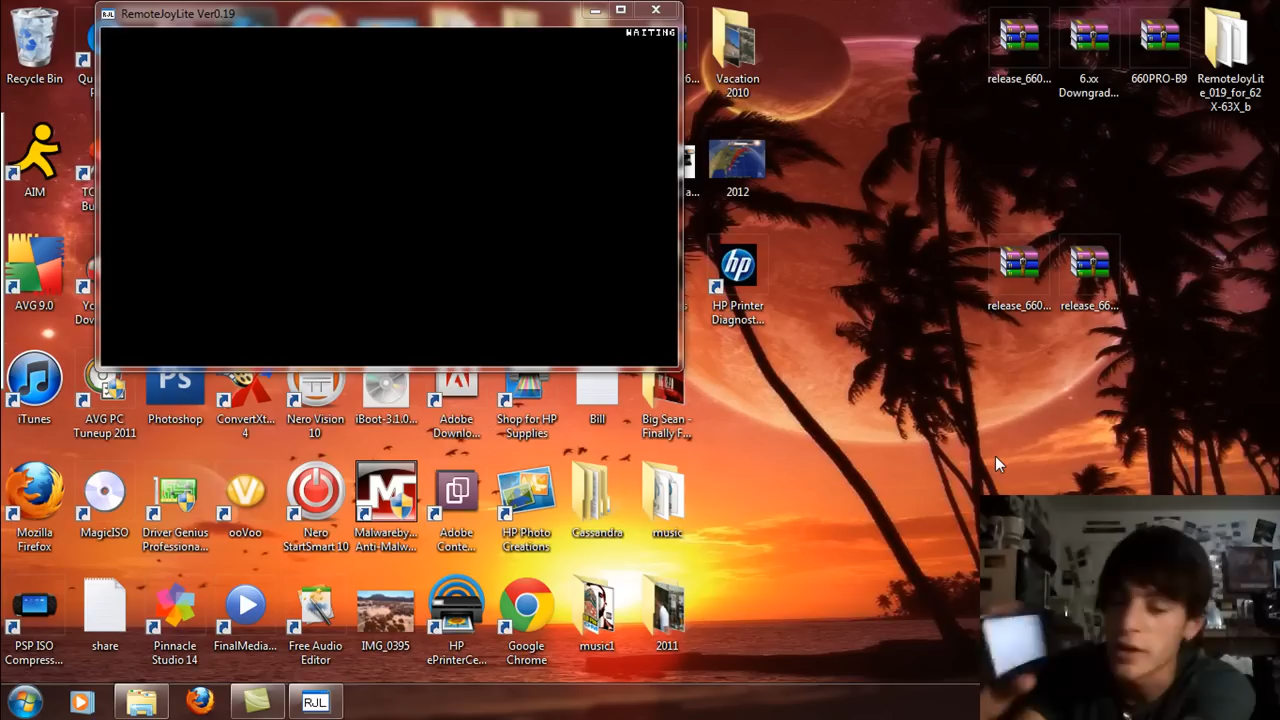 RemoteJoyLite Ver0.19
WAITING
Recycle Bin
Vacation
2010
release_660...
6.xx
Downgrad...
660PRO-B9
RemoteJoyLit
e_019_for_62
X-63X_b
AIM
2012
AVG 9.0
hp
HP Printer
Diagnost...
release_660...
release_66...
iTunes
AVG PC
Tuneup 2011
PS
Photoshop
ConvertXt...
4
Nero Vision
10
iBoot-3.1.0...
Adobe
Downlo...
Shop for HP
Supplies
Bill
Big Sean -
Finally F...
Mozilla
Firefox
MagicISO
Driver Genius
Professiona...
ooVoo
Nero
StartSmart 10
Malwareby...
Anti-Malw...
Adobe
Conte...
HP Photo
Creations
Cassandra
music
PSP ISO
Compress...
share
Pinnacle
Studio 14
FinalMedia...
Free Audio
Editor
IMG_0395
HP
ePrinterCe...
Google
Chrome
music1
2011
RJL